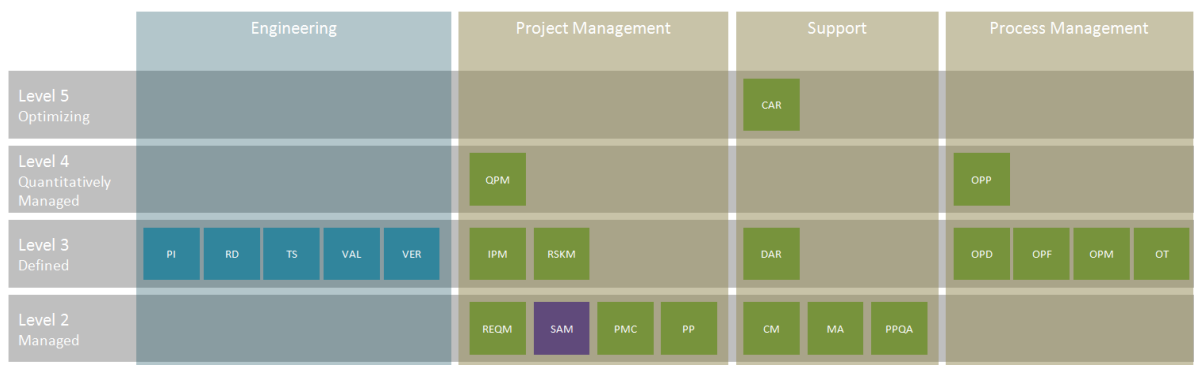 Engineering
Project Management
Support
Process Management
Level 5
Optimizing
CAR
Level 4
Quantitatively
Managed
QPM
OPP
Level 3
Defined
PI
RD
TS
VAL
VER
IPM
RSKM
DAR
OPD
OPF
OPM
OT
Level 2
Managed
REQM
SAM
PMC
PP
CM
MA
PPQA